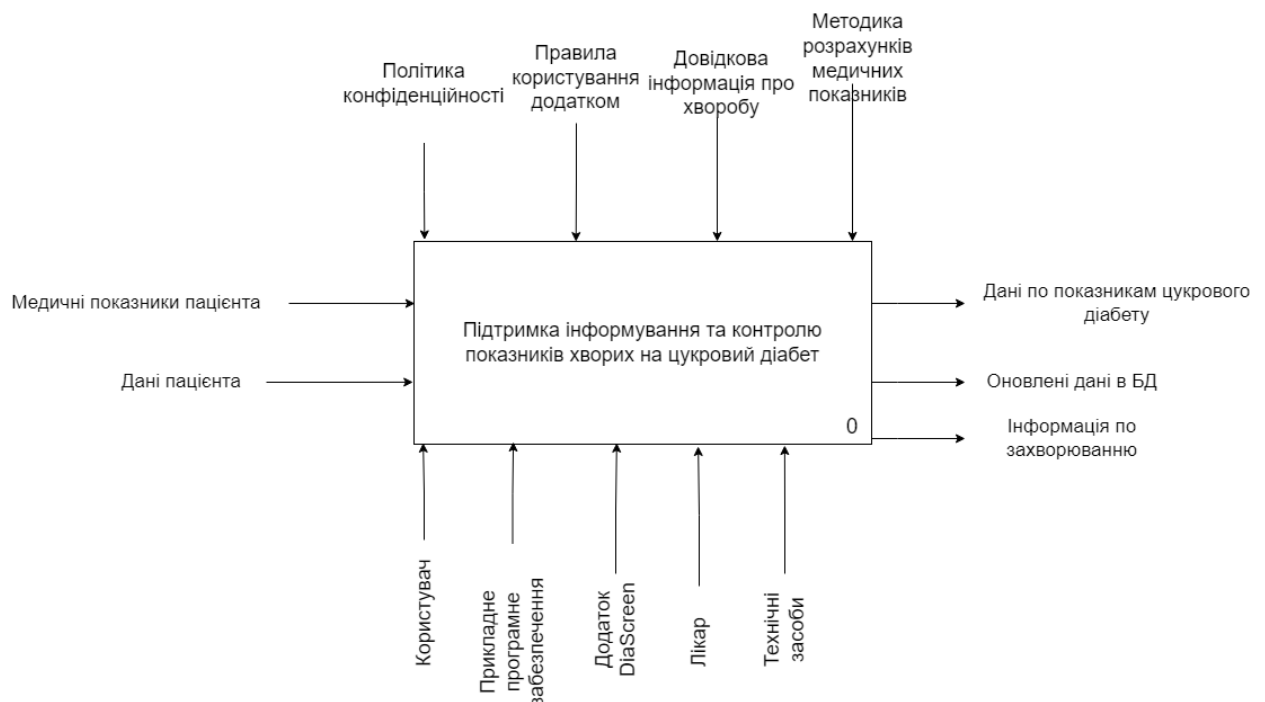 Політика
конфіденційності
Правила
користування
додатком
Довідкова
інформація про
хворобу
Методика
розрахунків
медичних
показників
Медичні показники пацієнта
Дані пацієнта
Підтримка інформування та контролю
показників хворих на цукровий діабет
0
Дані по показникам цукрового
діабету
Оновлені дані в БД
Інформація по
захворюванню
Користувач
Прикладне
програмне
забезпечення
Додаток
DiaScreen
Лікар
Технічні
засоби